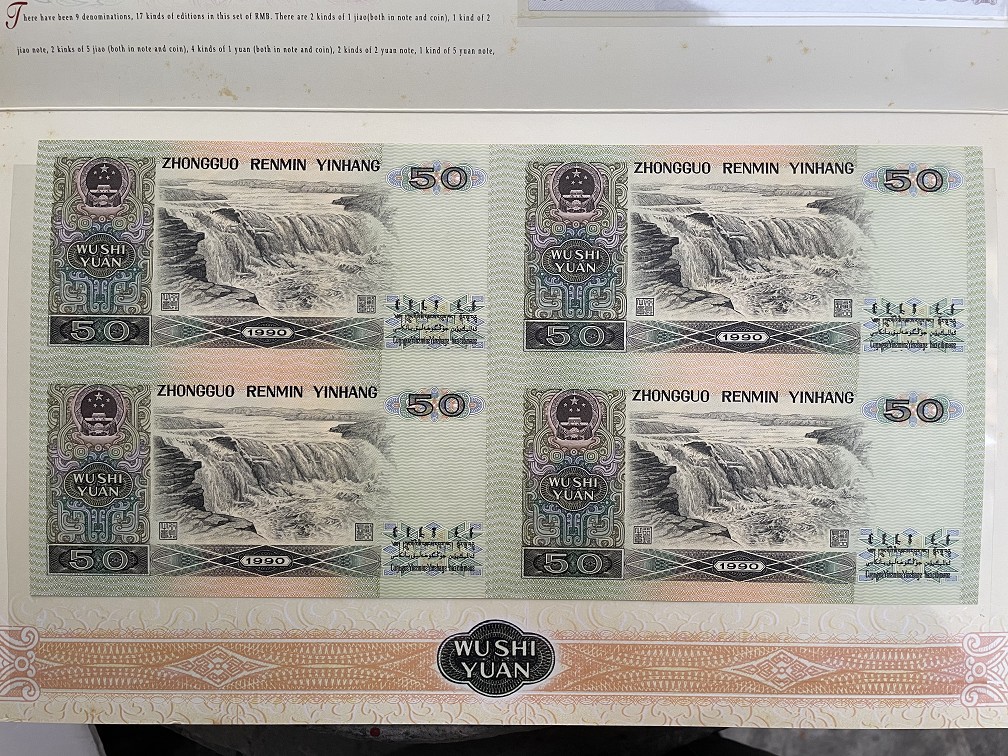 There have been 9 denominations, 17 kinds of editions in this set of RMB. There are 2 kinds of 1 jiao(both in note and coin), 1 kind of 2
jiao note, 2 kinks of 5 jiao (both in note and coin), 4 kinds of 1 yuan (both in note and coin), 2 kinds of 2 yuan note, 1 kind of 5 yuan note,
ZHONGGUO RENMIN YINHANG
50
WU SHI
YUAN
50
1990
ZHONGGUO RENMIN YINHANG
50
WU SHI
YUAN
50
1990
ZHONGGUO RENMIN YINHANG
50
WU SHI
YUAN
50
1990
ZHONGGUO RENMIN YINHANG
50
WU SHI
YUAN
50
1990
WU SHI
YUAN